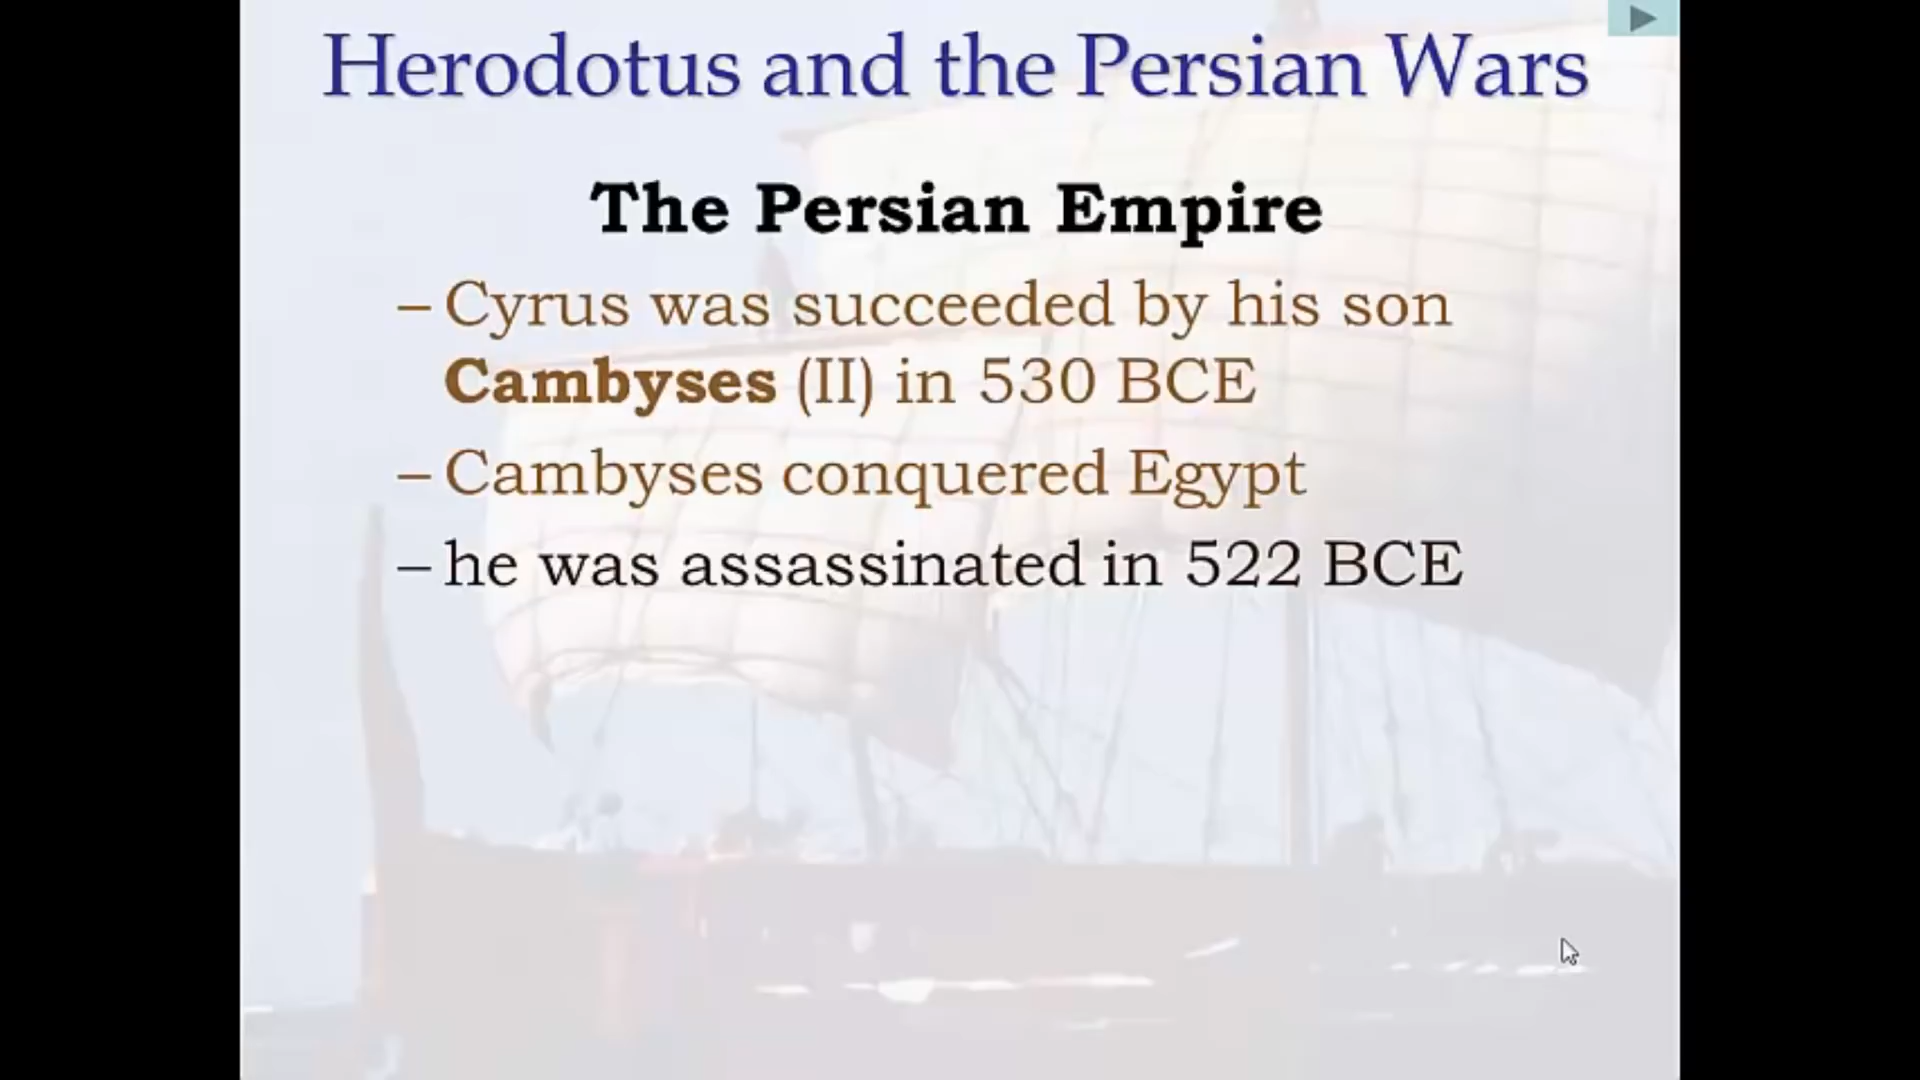 Herodotus and the Persian Wars
The Persian Empire
– Cyrus was succeeded by his son
Cambyses (II) in 530 BCE
– Cambyses conquered Egypt
– he was assassinated in 522 BCE